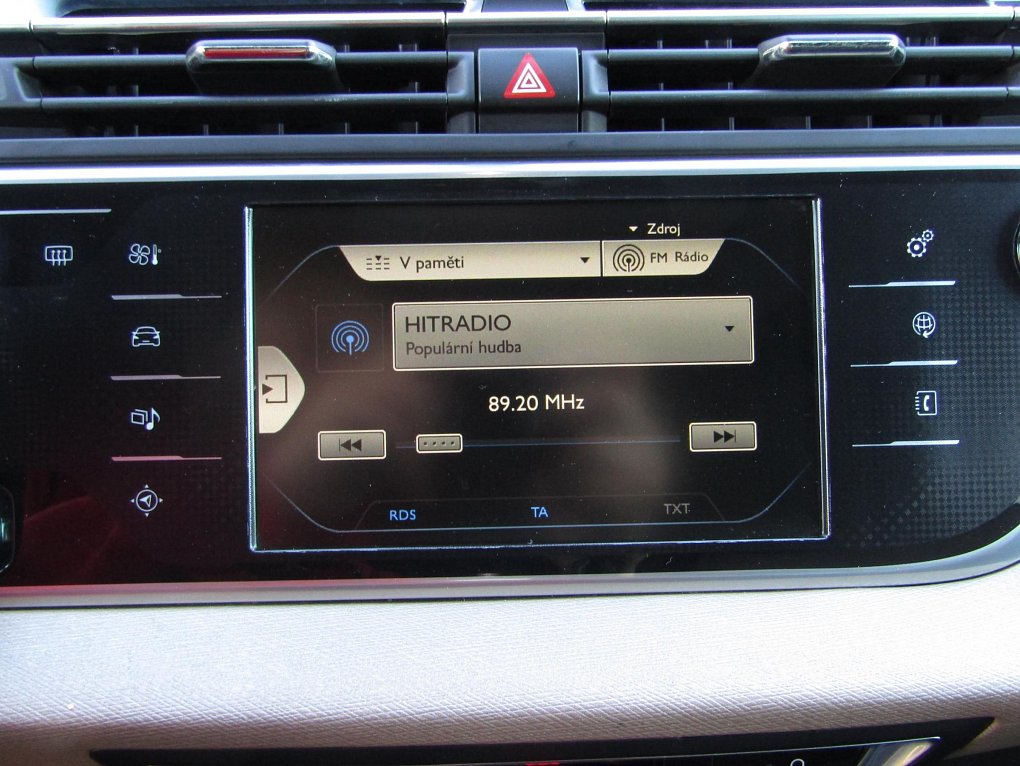 Zdroj
V paměti
FM Rádio
HITRADIO
Populární hudba
89.20 MHz
RDS TA TXT